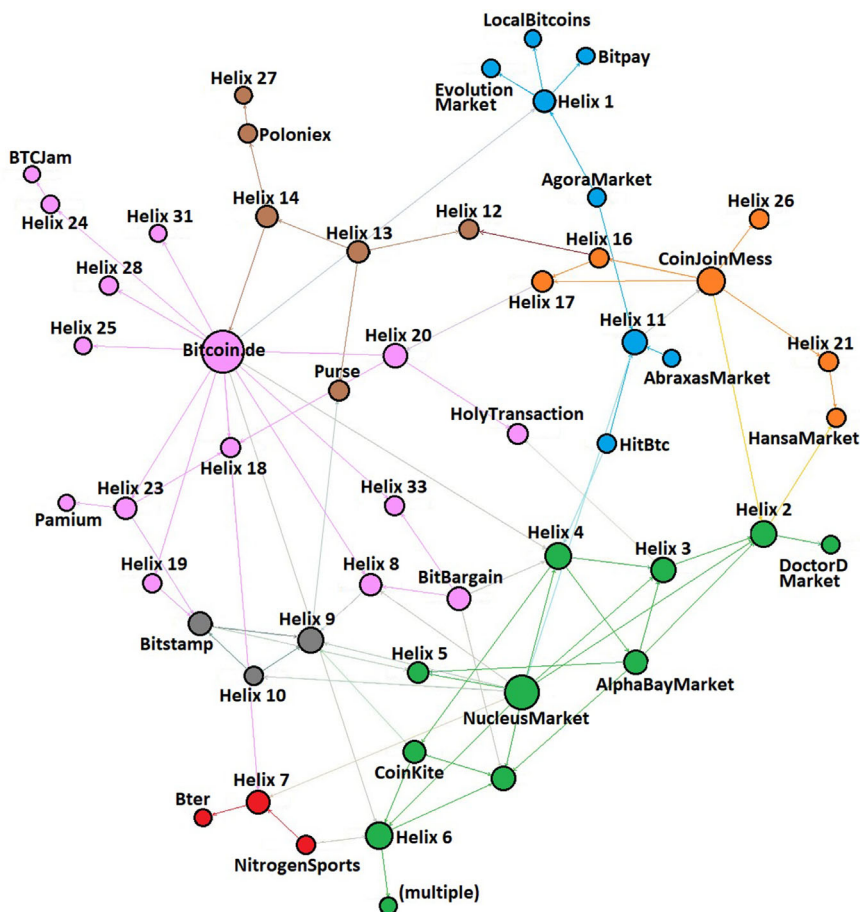 LocalBitcoins
Bitpay
Evolution
Market
Helix 1
Helix 27
Poloniex
BTCJam
Helix 24
Helix 31
Helix 14
Helix 13
Helix 12
AgoraMarket
Helix 26
Helix 16
CoinJoinMess
Helix 28
Helix 17
Helix 11
Helix 25
Bitcoin.de
Helix 20
Helix 21
Purse
AbraxasMarket
HolyTransaction
HansaMarket
HitBtc
Helix 18
Helix 23
Helix 33
Pamium
Helix 2
Helix 4
Helix 3
DoctorD
Market
Helix 19
Helix 8
BitBargain
Bitstamp
Helix 9
Helix 5
AlphaBayMarket
Helix 10
NucleusMarket
CoinKite
Helix 7
Bter
Helix 6
NitrogenSports
(multiple)